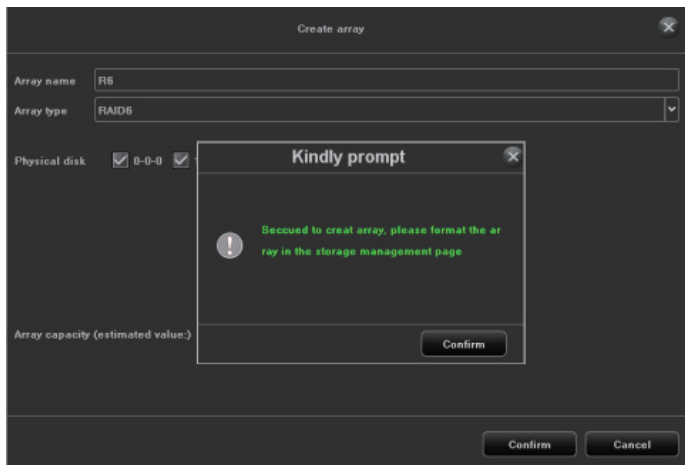 Create array
Array name R6
Array type RAID6
Physical disk 0-0-0
Kindly prompt
Seccued to creat array, please format the ar
ray in the storage management page
Confirm
Array capacity (estimated value:)
Confirm Cancel